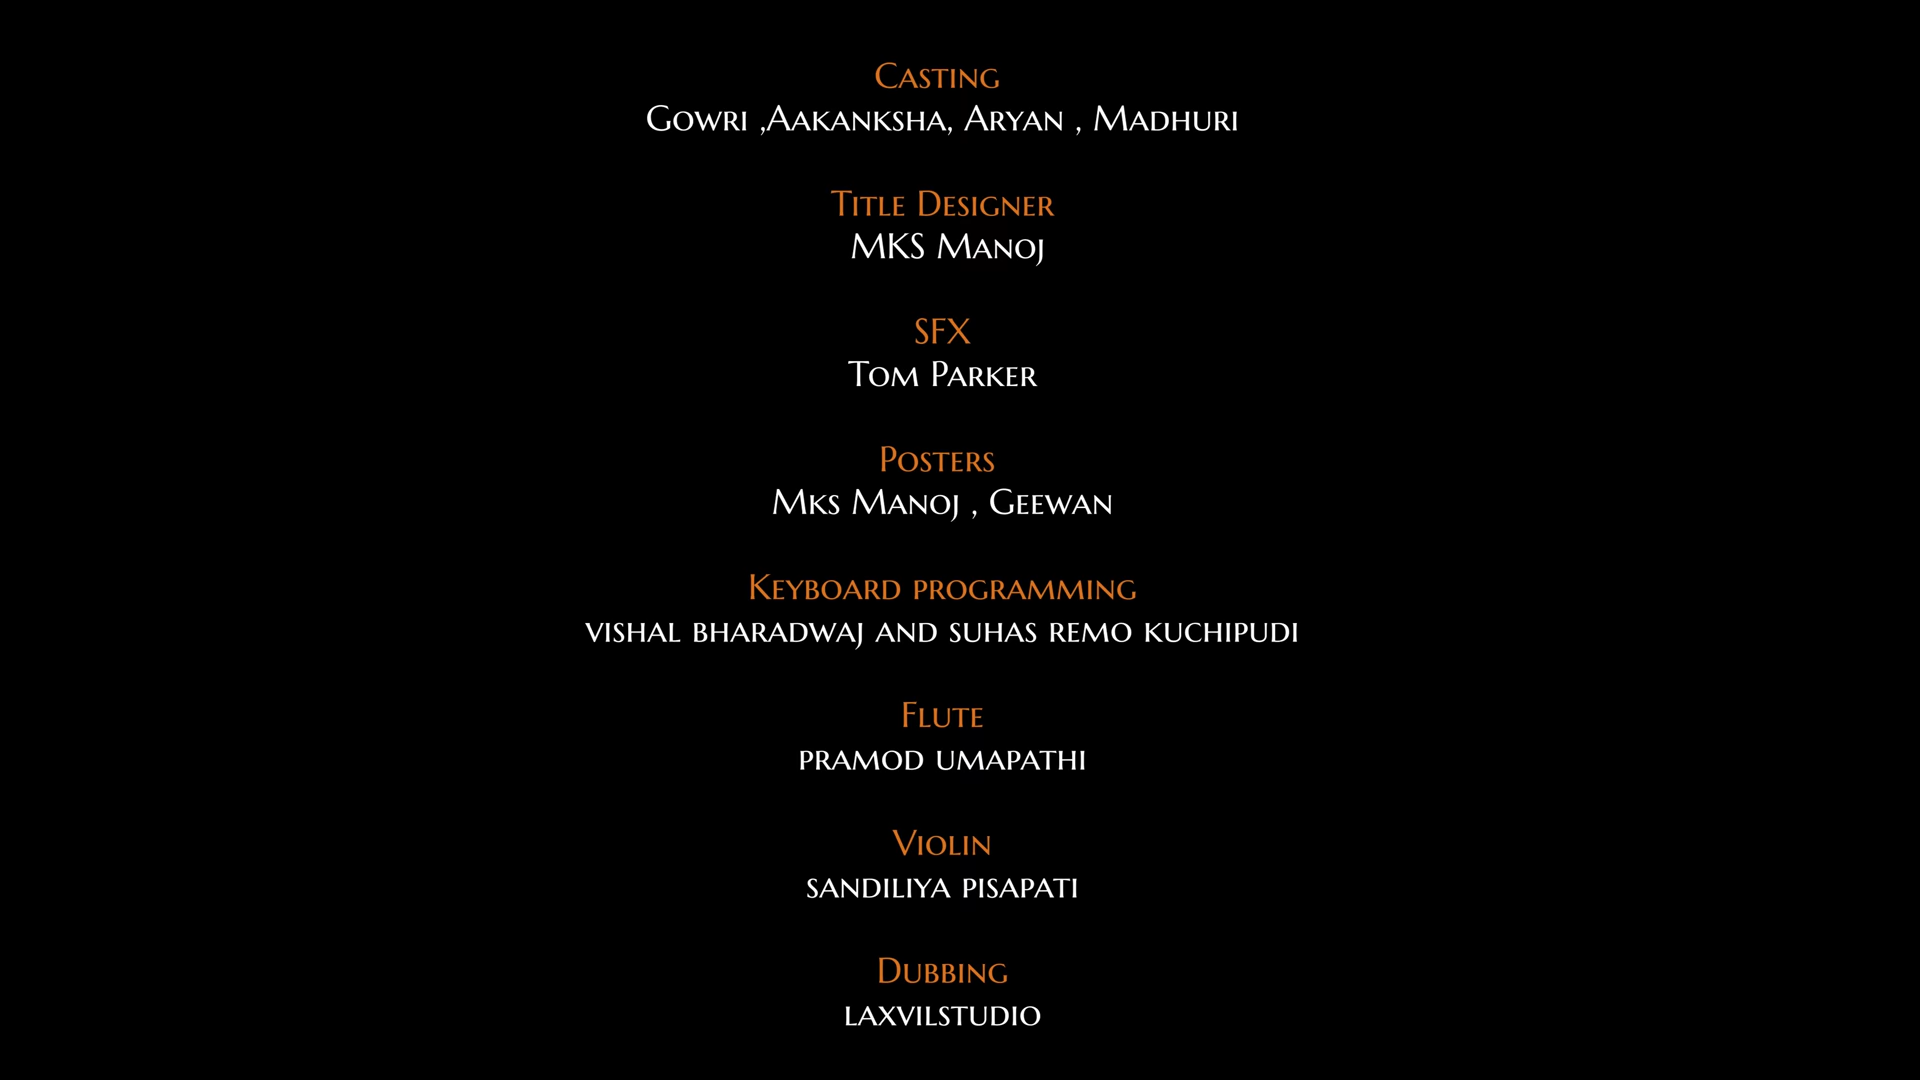 Casting
Gowri ,Aakanksha, Aryan , Madhuri
Title Designer
MKS Manoj
SFX
Tom Parker
Posters
Mks Manoj , Geewan
Keyboard programming
vishal bharadwaj and suhas remo kuchipudi
Flute
pramod umapathi
Violin
sandiliya pisapati
Dubbing
laxvilstudio